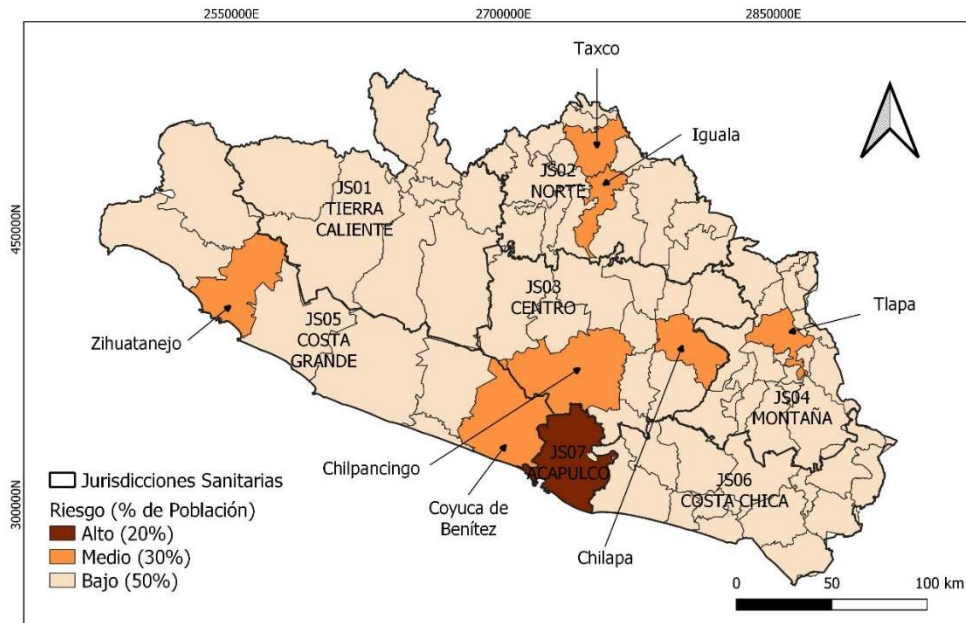 2550000E
2700000E
2850000E
Taxco
Iguala
JS01
TIERRA
CALIENTE
JS02
NORTE
450000N
JS03
CENTRO
Tlapa
JS05
COSTA
GRANDE
Zihuatanejo
JS04
MONTAÑA
Chilpancingo
JS07
ACAPULCO
JS06
COSTA CHICA
Coyuca de
Benítez
Chilapa
300000N
Jurisdicciones Sanitarias
Riesgo (% de Población)
Alto (20%)
Medio (30%)
Bajo (50%)
0 50 100 km